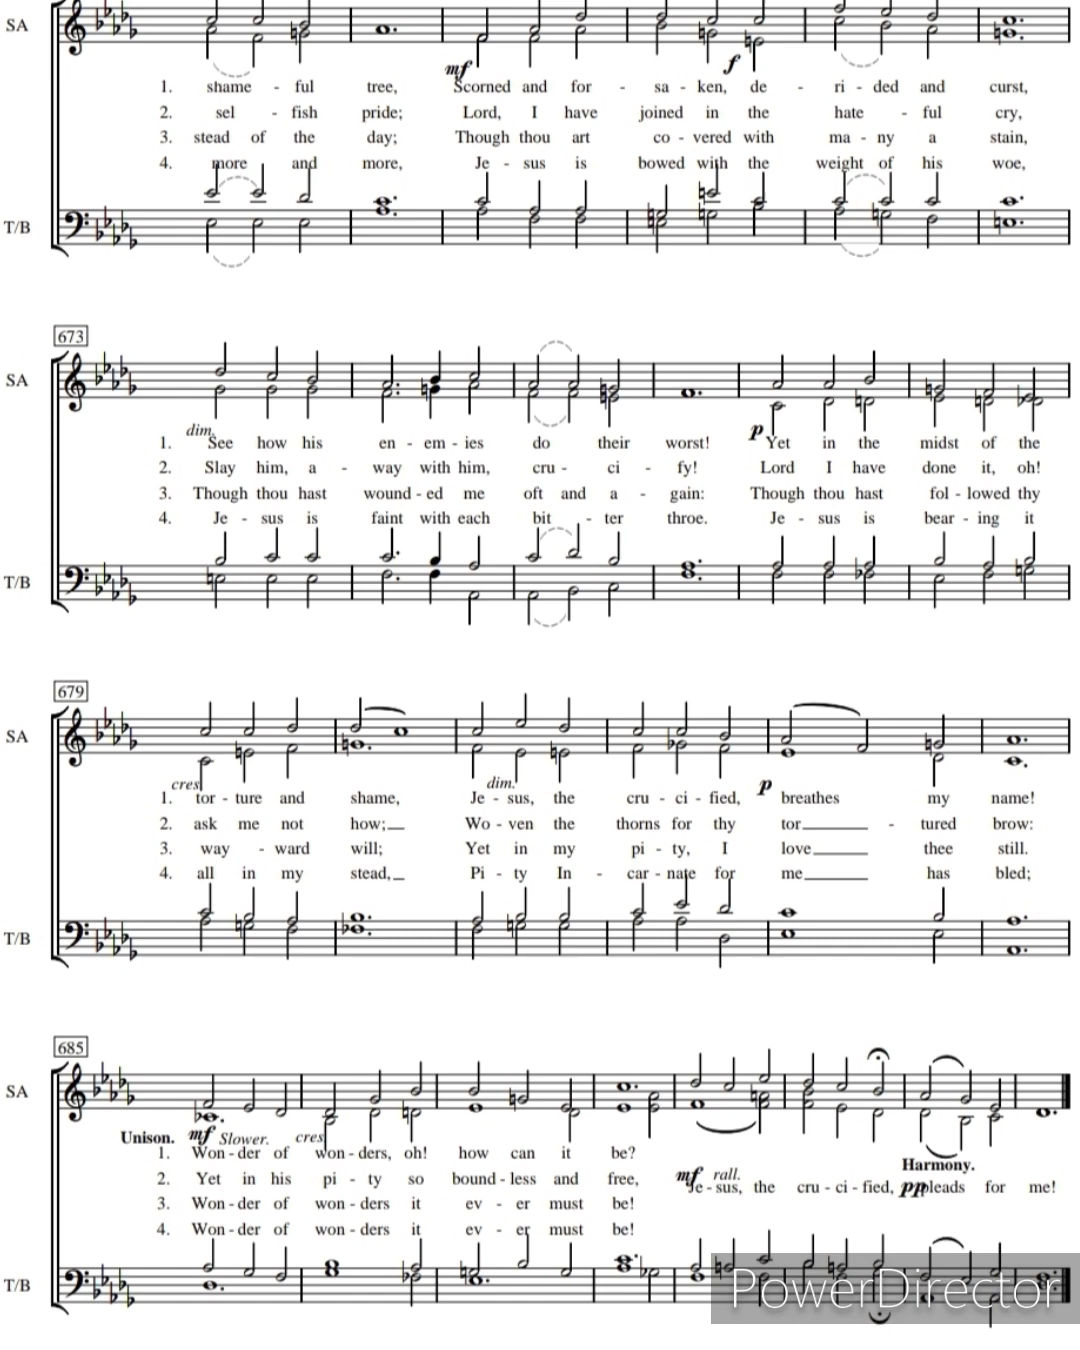 SA
mf
f
1. shame - ful tree, Scorned and for - sa - ken, de - ri - ded and curst,
2. sel - fish pride; Lord, I have joined in the hate - ful cry,
3. stead of the day; Though thou art co - vered with ma - ny a stain,
4. more and more, Je - sus is bowed with the weight of his woe,
T/B
673
SA
dim.
p
1. See how his en - em - ies do their worst! Yet in the midst of the
2. Slay him, a - way with him, cru - ci - fy! Lord I have done it, oh!
3. Though thou hast wound - ed me oft and a - gain: Though thou hast fol - lowed thy
4. Je - sus is faint with each bit - ter throe. Je - sus is bear - ing it
T/B
679
SA
cres
dim.
p
1. tor - ture and shame, Je - sus, the cru - ci - fied, breathes my name!
2. ask me not how; Wo - ven the thorns for thy tor - tured brow:
3. way - ward will; Yet in my pi - ty, I love thee still.
4. all in my stead, Pi - ty In - car - nate for me has bled;
T/B
685
SA
Unison. mf Slower. cres
1. Won - der of won - ders, oh! how can it be?
Harmony.
2. Yet in his pi - ty so bound - less and free,
mf rall.
Je - sus, the cru - ci - fied, pp pleads for me!
3. Won - der of won - ders it ev - er must be!
4. Won - der of won - ders it ev - er must be!
T/B
PowerDirector